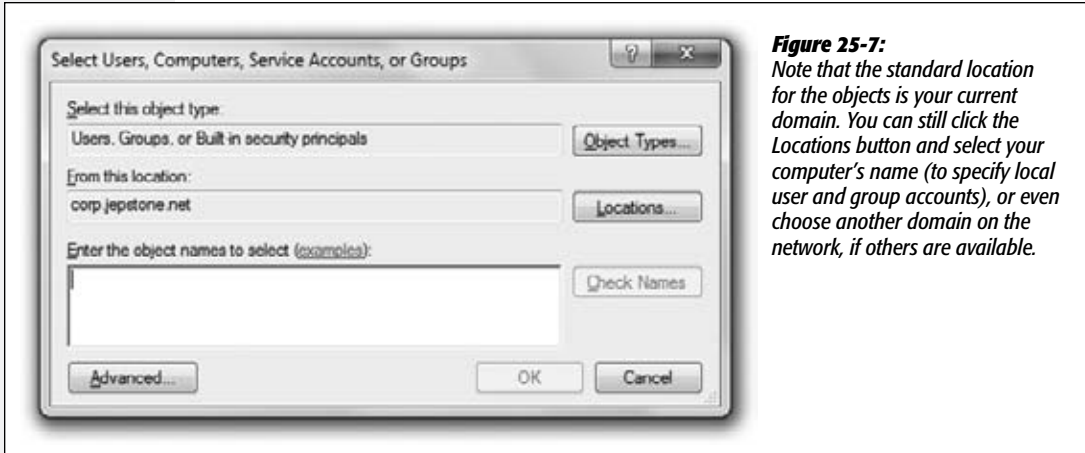 Select Users, Computers, Service Accounts, or Groups
Select this object type:
Users, Groups, or Built-in security principals
Object Types...
From this location:
corp.jepstone.net
Locations...
Enter the object names to select (examples):
Check Names
Advanced...
OK
Cancel
Figure 25-7:
Note that the standard location
for the objects is your current
domain. You can still click the
Locations button and select your
computer's name (to specify local
user and group accounts), or even
choose another domain on the
network, if others are available.